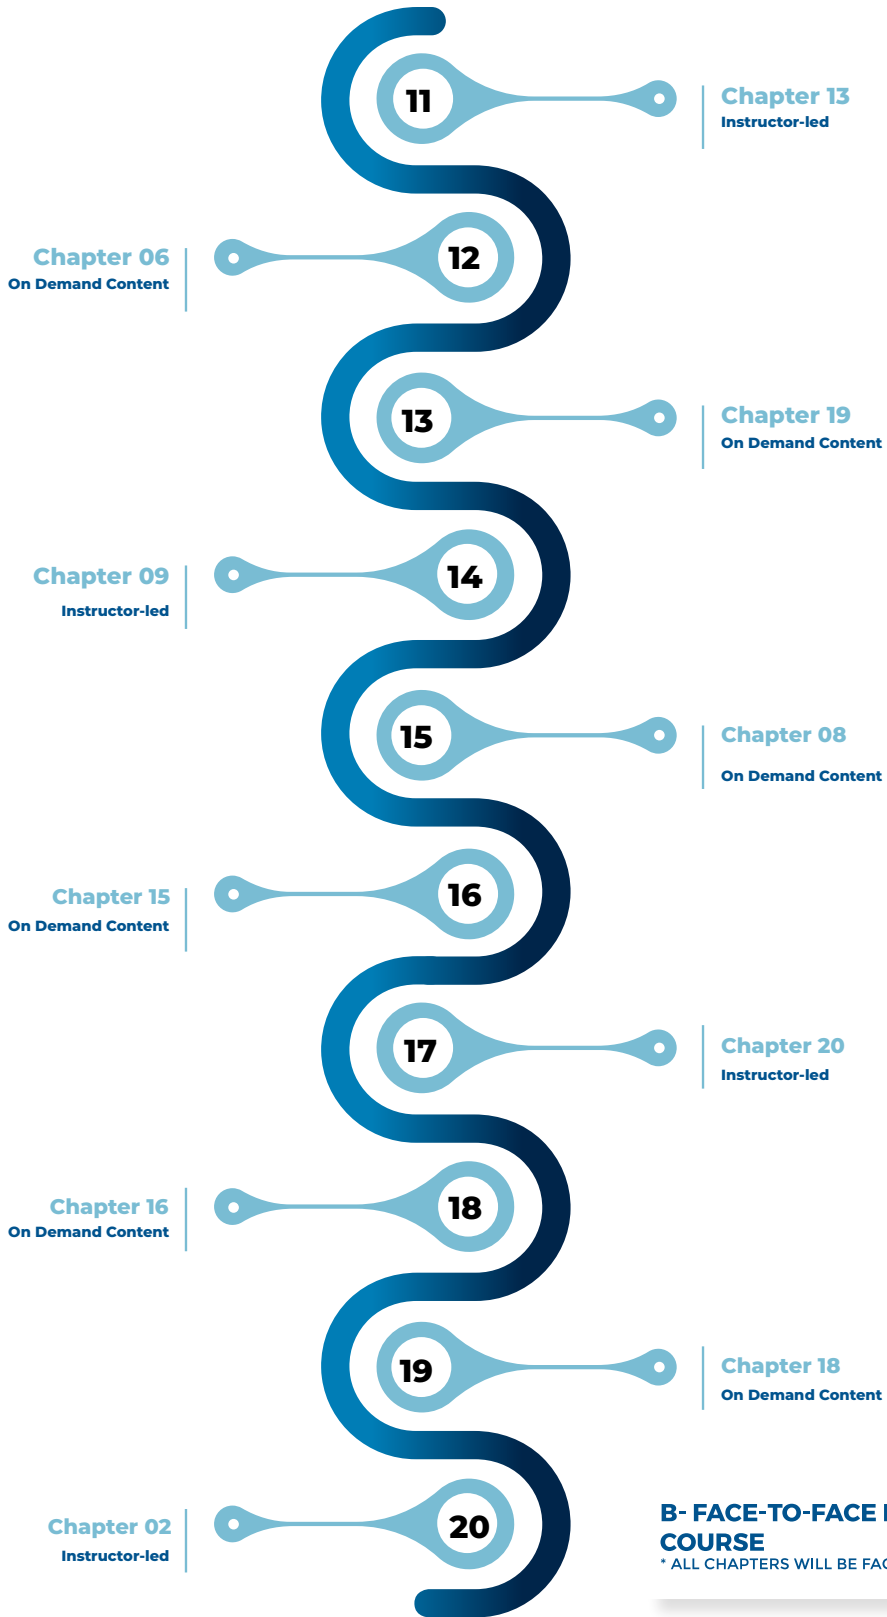 11
Chapter 13
Instructor-led
12
Chapter 06
On Demand Content
13
Chapter 19
On Demand Content
14
Chapter 09
Instructor-led
15
Chapter 08
On Demand Content
16
Chapter 15
On Demand Content
17
Chapter 20
Instructor-led
18
Chapter 16
On Demand Content
19
Chapter 18
On Demand Content
20
Chapter 02
Instructor-led
B- FACE-TO-FACE
COURSE
* ALL CHAPTERS WILL BE